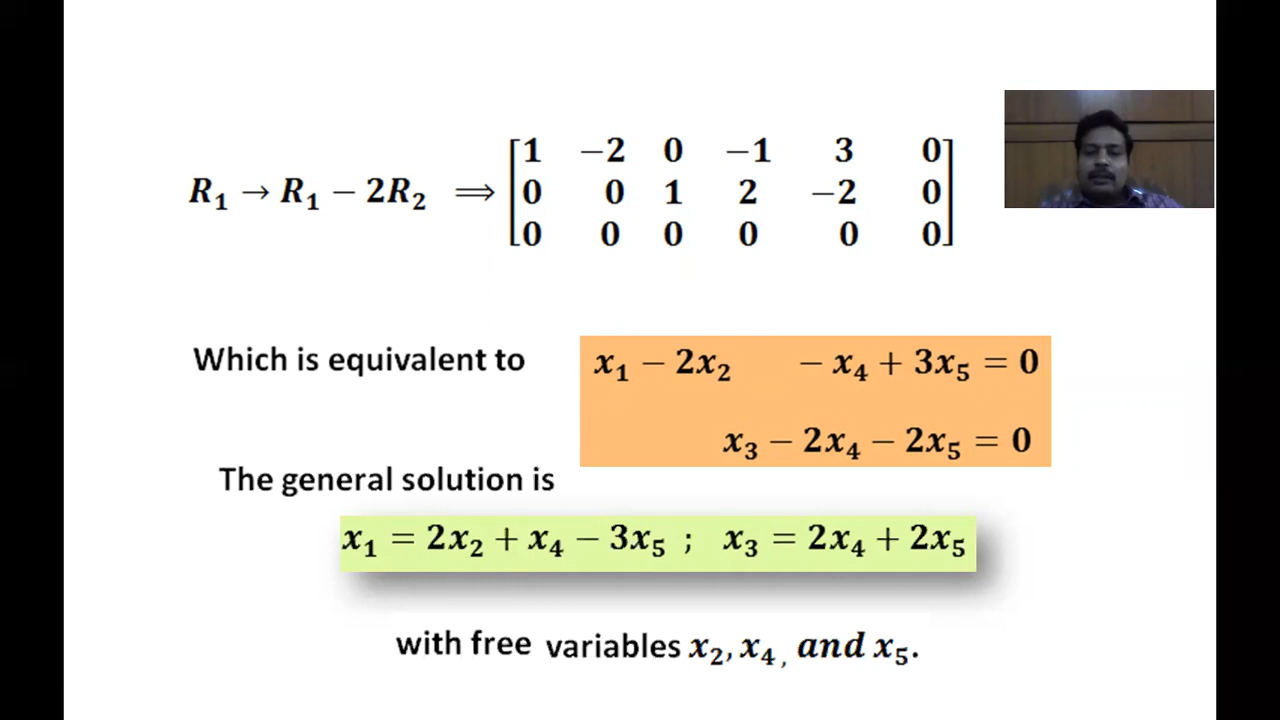 R₁ → R₁ − 2R₂ ⟹ [1 −2 0 −1 3 0
0 0 1 2 −2 0
0 0 0 0 0 0]
Which is equivalent to x₁ − 2x₂ − x₄ + 3x₅ = 0
x₃ − 2x₄ − 2x₅ = 0
The general solution is
x₁ = 2x₂ + x₄ − 3x₅ ; x₃ = 2x₄ + 2x₅
with free variables x₂, x₄, and x₅.